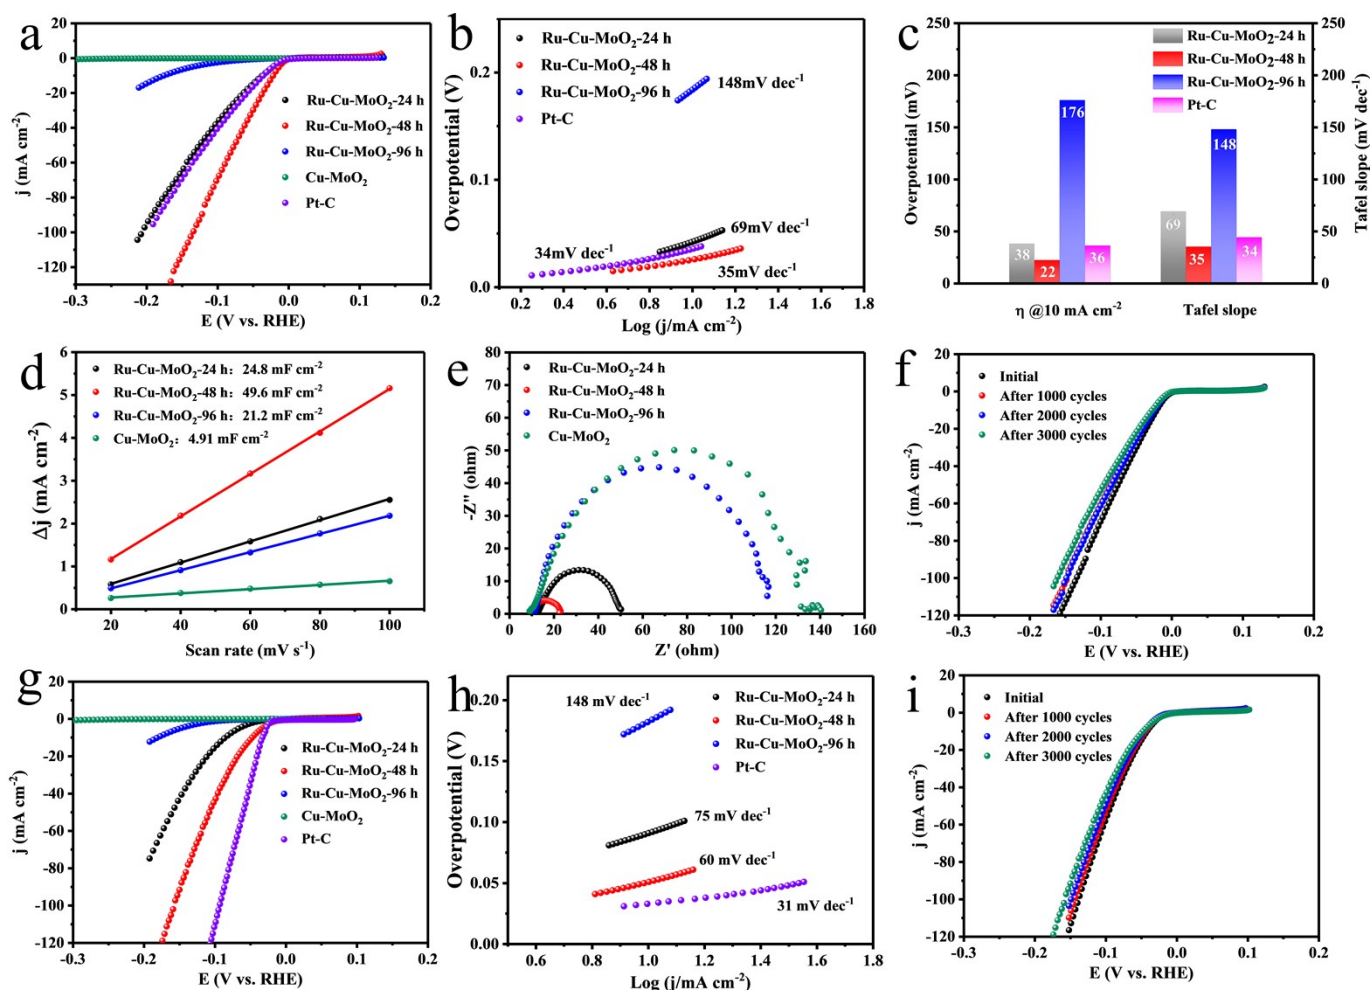 a
20
0
-20
-40
-60
-80
-100
-120
j (mA cm-2)
Ru-Cu-MoO2-24 h
Ru-Cu-MoO2-48 h
Ru-Cu-MoO2-96 h
Cu-MoO2
Pt-C
-0.3 -0.2 -0.1 0.0 0.1 0.2
E (V vs. RHE)
b
0.2
0.1
0.0
Overpotential (V)
Ru-Cu-MoO2-24 h
Ru-Cu-MoO2-48 h
Ru-Cu-MoO2-96 h
Pt-C
148mV dec-1
69mV dec-1
34mV dec-1
35mV dec-1
0.2 0.4 0.6 0.8 1.0 1.2 1.4 1.6 1.8
Log (j/mA cm-2)
c
250
200
150
100
50
0
Overpotential (mV)
Ru-Cu-MoO2-24 h
Ru-Cu-MoO2-48 h
Ru-Cu-MoO2-96 h
Pt-C
38 22 176 36
69 35 148 34
250
200
150
100
50
0
Tafel slope (mV dec-1)
η @10 mA cm-2 Tafel slope
d
6
5
4
3
2
1
0
Δj (mA cm-2)
Ru-Cu-MoO2-24 h: 24.8 mF cm-2
Ru-Cu-MoO2-48 h: 49.6 mF cm-2
Ru-Cu-MoO2-96 h: 21.2 mF cm-2
Cu-MoO2: 4.91 mF cm-2
20 40 60 80 100
Scan rate (mV s-1)
e
80
70
60
50
40
30
20
10
0
-Z'' (ohm)
Ru-Cu-MoO2-24 h
Ru-Cu-MoO2-48 h
Ru-Cu-MoO2-96 h
Cu-MoO2
0 20 40 60 80 100 120 140 160
Z' (ohm)
f
20
0
-20
-40
-60
-80
-100
-120
j (mA cm-2)
Initial
After 1000 cycles
After 2000 cycles
After 3000 cycles
-0.3 -0.2 -0.1 0.0 0.1 0.2
E (V vs. RHE)
g
20
0
-20
-40
-60
-80
-100
-120
j (mA cm-2)
Ru-Cu-MoO2-24 h
Ru-Cu-MoO2-48 h
Ru-Cu-MoO2-96 h
Cu-MoO2
Pt-C
-0.3 -0.2 -0.1 0.0 0.1 0.2
E (V vs. RHE)
h
0.20
0.15
0.10
0.05
0.00
Overpotential (V)
148 mV dec-1
Ru-Cu-MoO2-24 h
Ru-Cu-MoO2-48 h
Ru-Cu-MoO2-96 h
Pt-C
75 mV dec-1
60 mV dec-1
31 mV dec-1
0.6 0.8 1.0 1.2 1.4 1.6 1.8
Log (j/mA cm-2)
i
20
0
-20
-40
-60
-80
-100
-120
j (mA cm-2)
Initial
After 1000 cycles
After 2000 cycles
After 3000 cycles
-0.3 -0.2 -0.1 0.0 0.1 0.2
E (V vs. RHE)